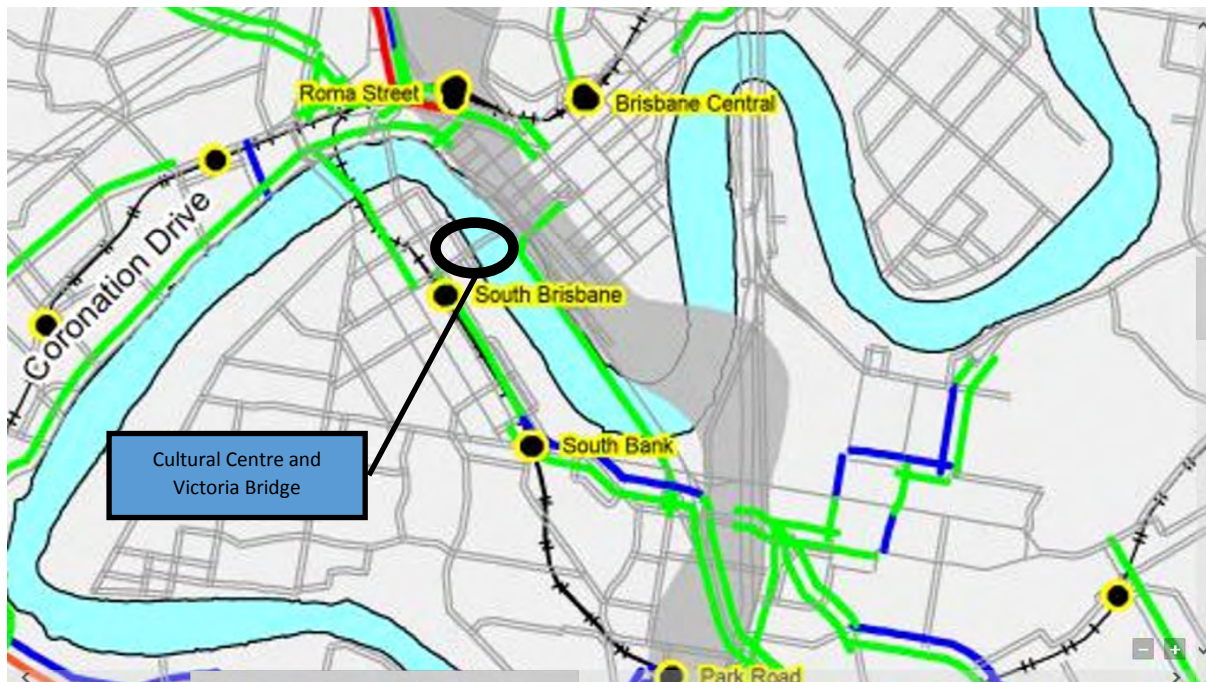 Roma Street
Brisbane Central
Coronation Drive
South Brisbane
Cultural Centre and
Victoria Bridge
South Bank
Park Road